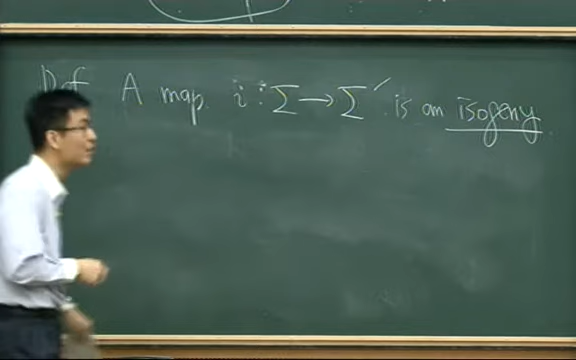 Def A map i : Σ → Σ′ is an isogeny